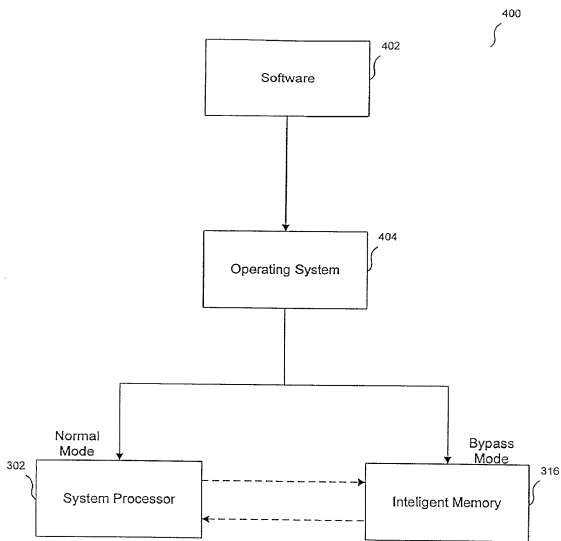 400
402
Software
404
Operating System
Normal
Mode
Bypass
Mode
302
System Processor
Inteligent Memory
316